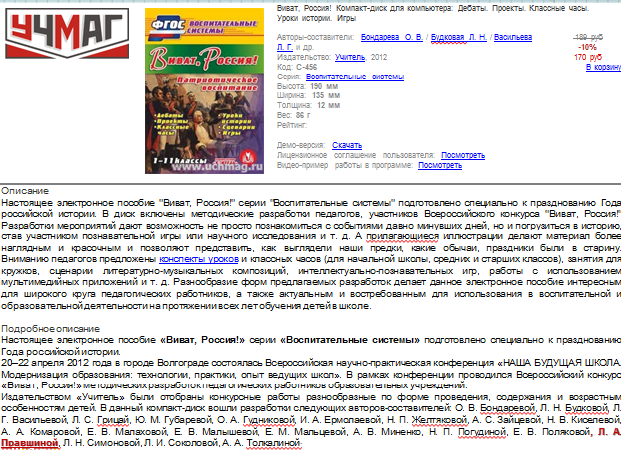 УЧМАГ
ФГОС ВОСПИТАТЕЛЬНЫЕ СИСТЕМЫ
Виват, Россия!
Патриотическое воспитание
•Дебаты
•Проекты
•Классные часы
•Уроки истории
•Сценарии
•Игры
1–11 классы
www.uchmag.ru
Виват, Россия! Компакт-диск для компьютера: Дебаты. Проекты. Классные часы.
Уроки истории. Игры
Авторы-составители: Бондарева О. В. / Будковая Л. Н. / Васильева
Л. Г. и др.
Издательство: Учитель, 2012
Код: С-456
Серия: Воспитательные системы
Высота: 190 мм
Ширина: 135 мм
Толщина: 12 мм
Вес: 86 г
Рейтинг:
189 руб
-10%
170 руб
В корзину
Демо-версия: Скачать
Лицензионное соглашение пользователя: Посмотреть
Видео-пример работы в программе: Посмотреть
Описание
Настоящее электронное пособие "Виват, Россия!" серии "Воспитательные системы" подготовлено специально к празднованию Года
российской истории. В диск включены методические разработки педагогов, участников Всероссийского конкурса "Виват, Россия!"
Разработки мероприятий дают возможность не просто познакомиться с событиями давно минувших дней, но и погрузиться в историю,
став участником познавательной игры или научного исследования и т. д. А прилагающиеся иллюстрации делают материал более
наглядным и красочным и позволяют представить, как выглядели наши предки, какие обычаи, праздники были в старину.
Вниманию педагогов предложены конспекты уроков и классных часов (для начальной школы, средних и старших классов), занятия для
кружков, сценарии литературно-музыкальных композиций, интеллектуально-познавательных игр, работы с использованием
мультимедийных приложений и т. д. Разнообразие форм предлагаемых разработок делает данное электронное пособие интересным
для широкого круга педагогических работников, а также актуальным и востребованным для использования в воспитательной и
образовательной деятельности на протяжении всех лет обучения детей в школе.
Подробное описание
Настоящее электронное пособие «Виват, Россия!» серии «Воспитательные системы» подготовлено специально к празднованию
Года российской истории.
20–22 апреля 2012 года в городе Волгограде состоялась Всероссийская научно-практическая конференция «НАША БУДУЩАЯ ШКОЛА.
Модернизация образования: технологии, практики, опыт ведущих школ». В рамках конференции проводился Всероссийский конкурс
«Виват, Россия!» методических разработок педагогических работников образовательных учреждений.
Издательством «Учитель» были отобраны конкурсные работы разнообразные по форме проведения, содержания и возрастным
особенностям детей. В данный компакт-диск вошли разработки следующих авторов-составителей: О. В. Бондаревой, Л. Н. Будковой, Л.
Г. Васильевой, Л. С. Грицай, Ю. М. Губаревой, О. А. Гудниковой, И. А. Ермолаевой, Н. П. Желтяковой, А. С. Зайцевой, Н. В. Киселевой,
А. А. Комаровой, Е. В. Малаховой, Е. В. Малышевой, Е. М. Мальцевой, А. В. Миненко, Н. П. Погудиной, Е. В. Поляковой, Л. А.
Правшиной, Л. Н. Симоновой, Л. И. Соколовой, А. А. Толкалиной